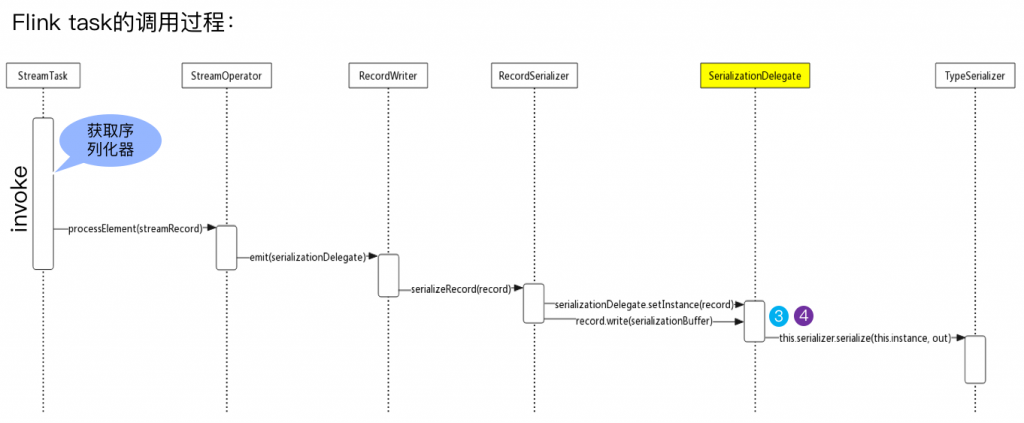 Flink task的调用过程：
StreamTask
StreamOperator
RecordWriter
RecordSerializer
SerializationDelegate
TypeSerializer
获取序
列化器
invoke
processElement(streamRecord)
emit(serializationDelegate)
serializeRecord(record)
serializationDelegate.setInstance(record)
record.write(serializationBuffer)
3 4
this.serializer.serialize(this.instance, out)